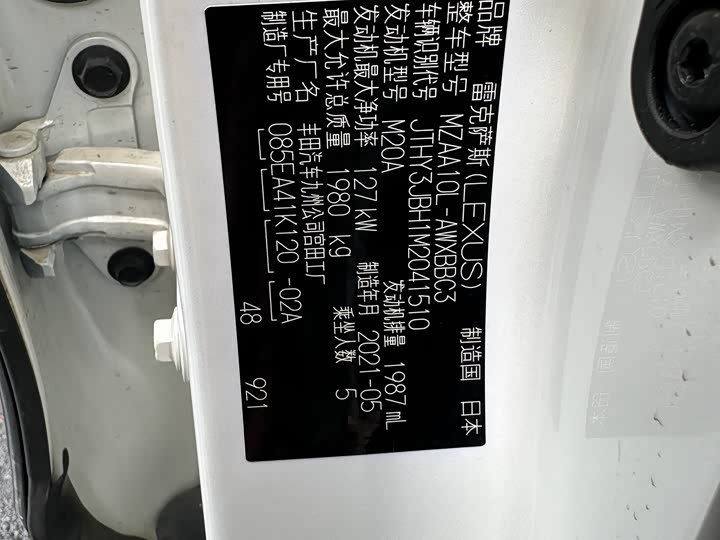 品牌 雷克萨斯(LEXUS) 制造国 日本
整车型号 MZAA10L-AWXBBC3
车辆识别代号 JTHY3JBH1M2041510
发动机型号 M20A 发动机排量 1987 mL
发动机最大净功率 127 kW 制造年月 2021-05
最大允许总质量 1980 kg 乘坐人数 5
生产厂名 丰田汽车九州公司宫田工厂
制造厂专用号 085EA41K120-02A 48 921